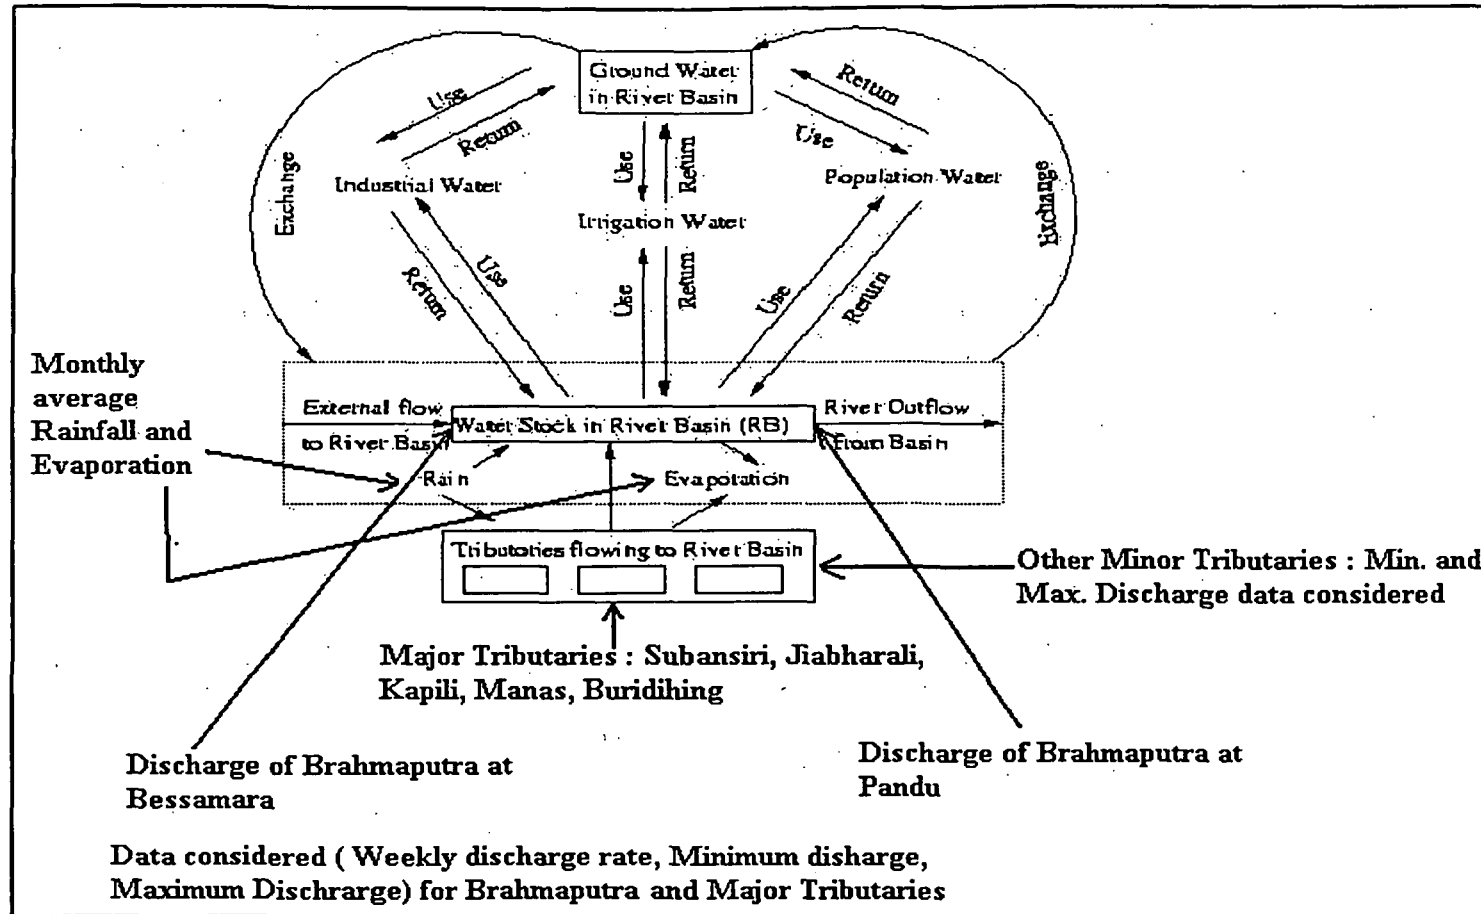 Ground Water
in River Basin
Use
Return
Return
Use
Exchange
Use
Return
Exchange
Industrial Water
Population Water
Irrigation Water
Return
Use
Use
Return
Use
Return
Monthly
average
Rainfall and
Evaporation
External flow
to River Basin
Water Stock in River Basin (RB)
River Outflow
from Basin
Rain
Evaporation
Tributories flowing to River Basin
Other Minor Tributaries : Min. and
Max. Discharge data considered
Major Tributaries : Subansiri, Jiabharali,
Kapili, Manas, Buridihing
Discharge of Brahmaputra at
Bessamara
Discharge of Brahmaputra at
Pandu
Data considered ( Weekly discharge rate, Minimum disharge,
Maximum Dischrarge) for Brahmaputra and Major Tributaries